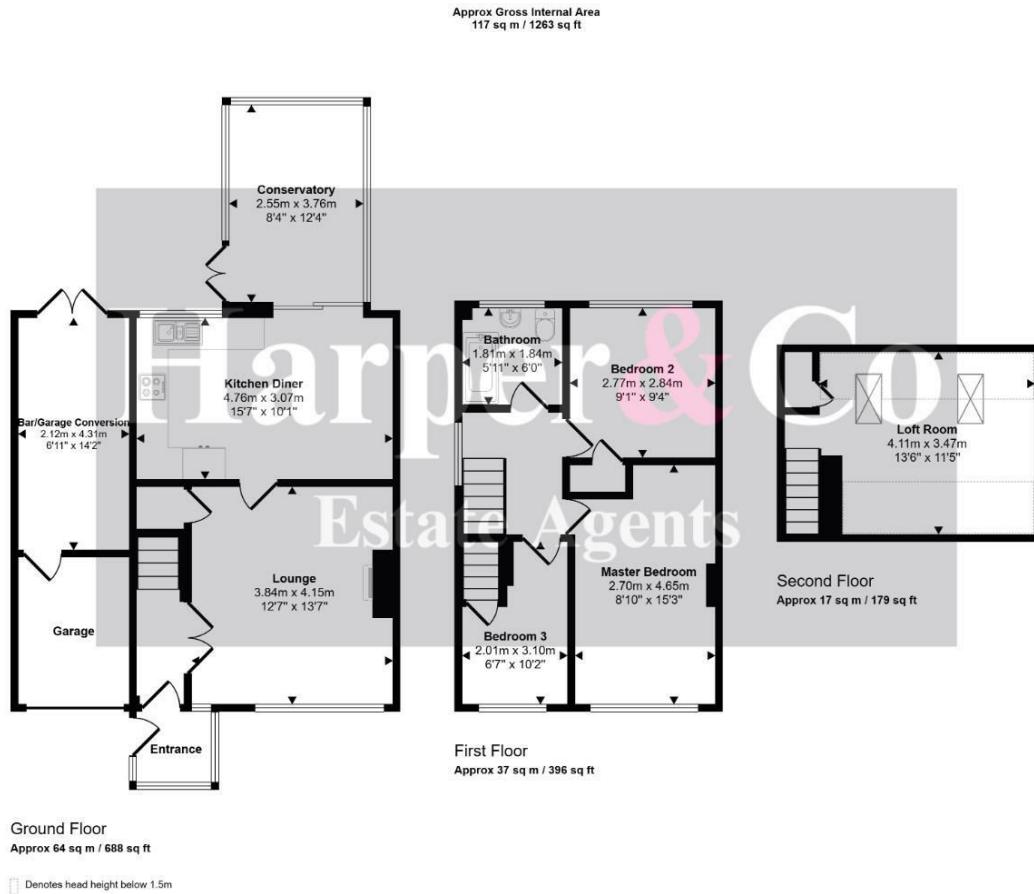 Approx Gross Internal Area
117 sq m / 1263 sq ft
Conservatory
2.55m x 3.76m
8'4" x 12'4"
Harper&Co
Estate Agents
Kitchen Diner
4.76m x 3.07m
15'7" x 10'1"
Bar/Garage Conversion
2.12m x 4.31m
6'11" x 14'2"
Lounge
3.84m x 4.15m
12'7" x 13'7"
Garage
Entrance
Ground Floor
Approx 64 sq m / 688 sq ft
Denotes head height below 1.5m
Bathroom
1.81m x 1.84m
5'11" x 6'0"
Bedroom 2
2.77m x 2.84m
9'1" x 9'4"
Master Bedroom
2.70m x 4.65m
8'10" x 15'3"
Bedroom 3
2.01m x 3.10m
6'7" x 10'2"
First Floor
Approx 37 sq m / 396 sq ft
Loft Room
4.11m x 3.47m
13'6" x 11'5"
Second Floor
Approx 17 sq m / 179 sq ft